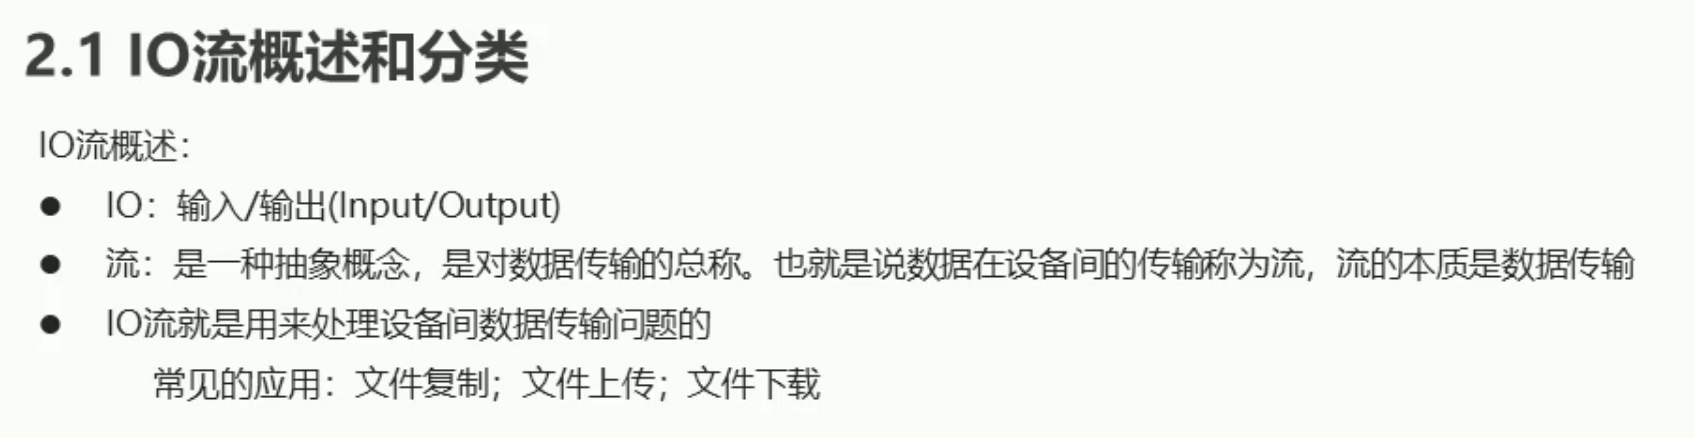 2.1 IO流概述和分类
IO流概述：
● IO：输入/输出(Input/Output)
● 流：是一种抽象概念，是对数据传输的总称。也就是说数据在设备间的传输称为流，流的本质是数据传输
● IO流就是用来处理设备间数据传输问题的
常见的应用：文件复制；文件上传；文件下载